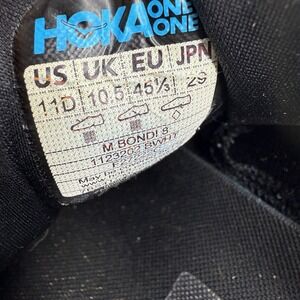 HOKA ONE ONE
US UK EU JPN
11D 10.5 45⅓ 29
M BONDI 8
1123202 BWHT